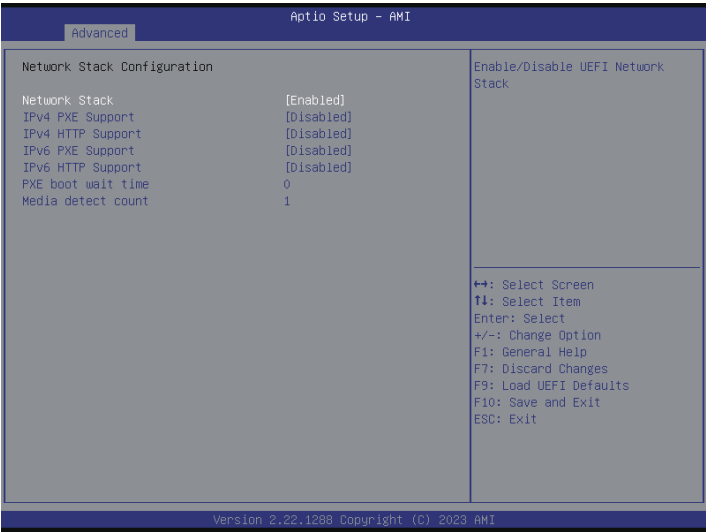 Aptio Setup – AMI
Advanced
Network Stack Configuration
Network Stack [Enabled]
IPv4 PXE Support [Disabled]
IPv4 HTTP Support [Disabled]
IPv6 PXE Support [Disabled]
IPv6 HTTP Support [Disabled]
PXE boot wait time 0
Media detect count 1
Enable/Disable UEFI Network
Stack
↔: Select Screen
↑↓: Select Item
Enter: Select
+/-: Change Option
F1: General Help
F7: Discard Changes
F9: Load UEFI Defaults
F10: Save and Exit
ESC: Exit
Version 2.22.1288 Copyright (C) 2023 AMI